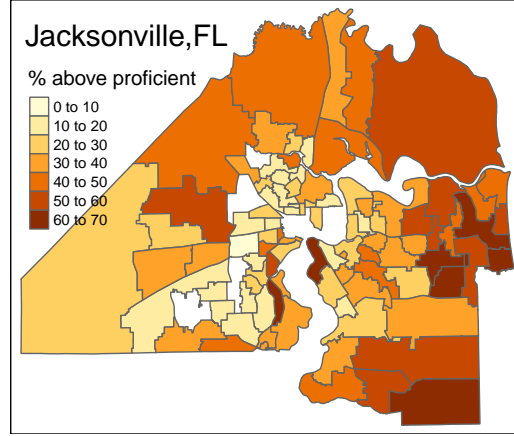 Jacksonville,FL
% above proficient
0 to 10
10 to 20
20 to 30
30 to 40
40 to 50
50 to 60
60 to 70